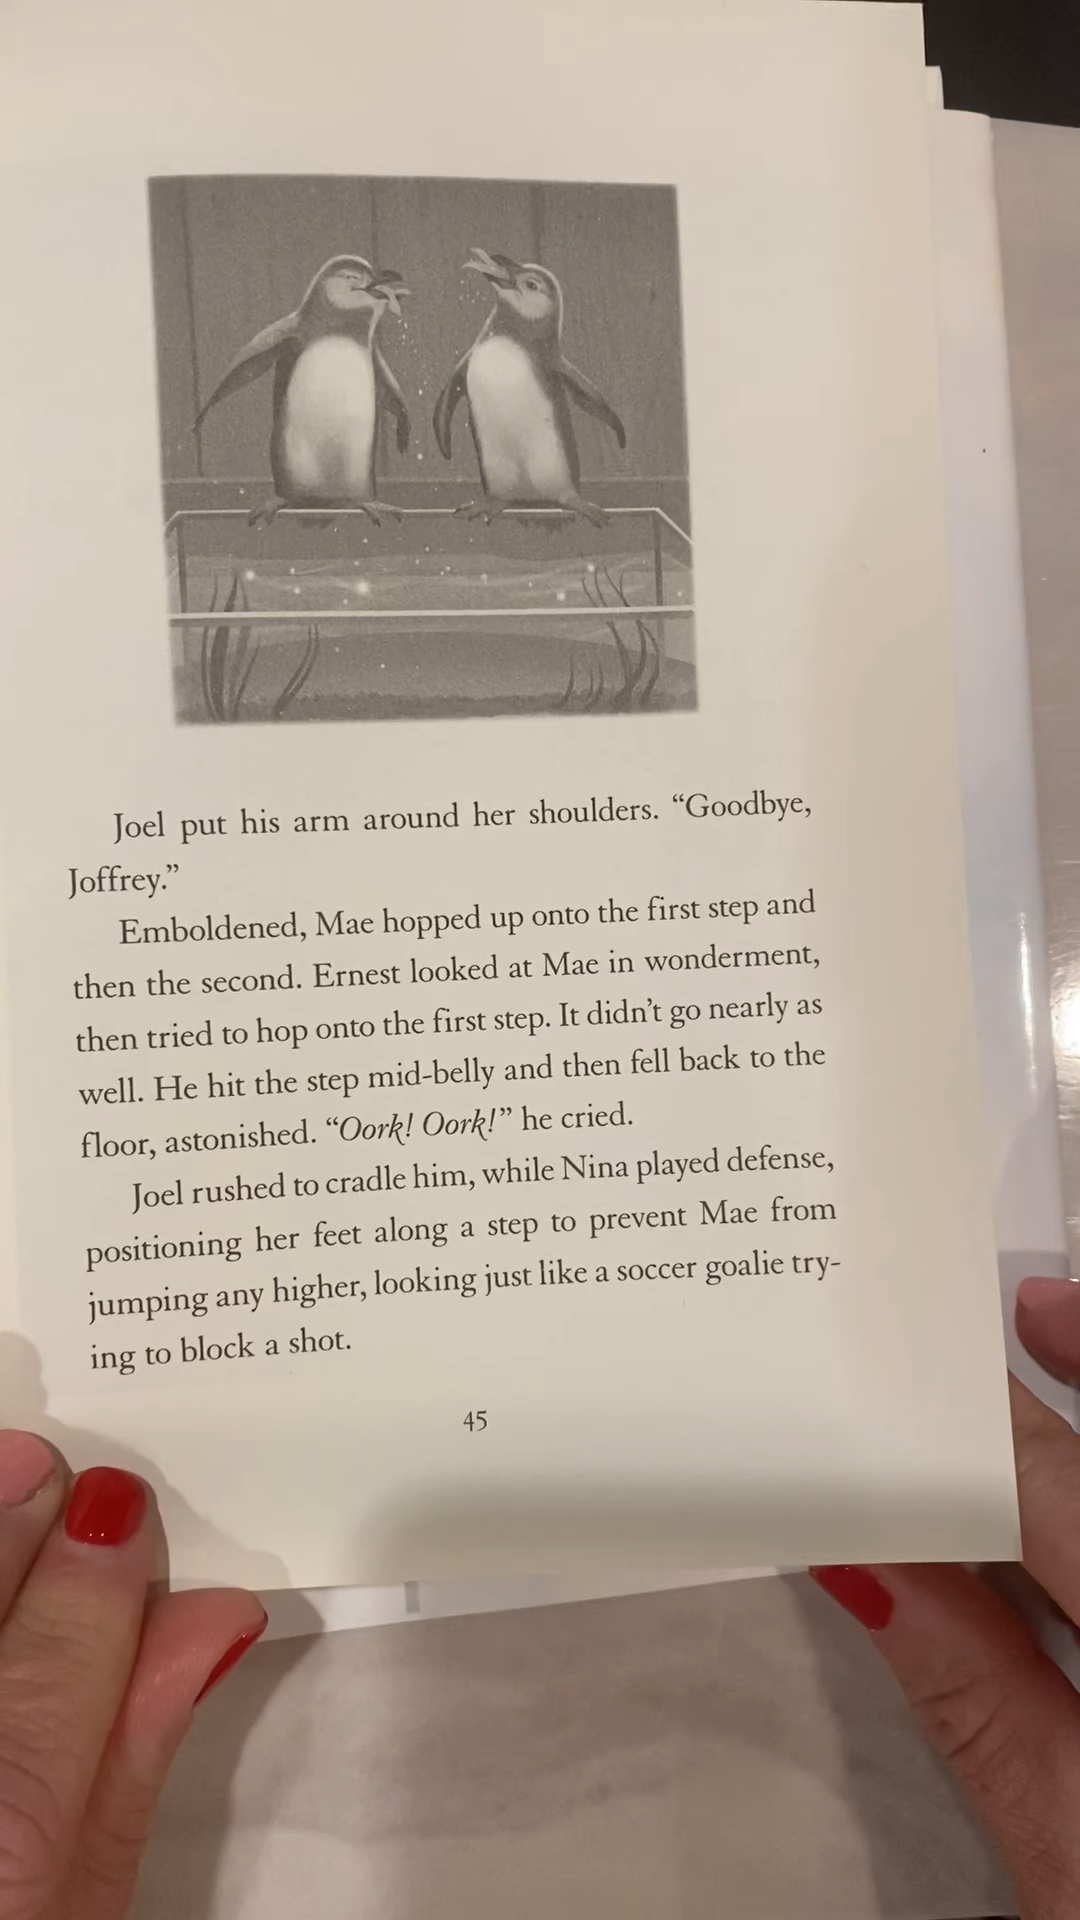 Joel put his arm around her shoulders. “Goodbye,
Joffrey.”
Emboldened, Mae hopped up onto the first step and
then the second. Ernest looked at Mae in wonderment,
then tried to hop onto the first step. It didn’t go nearly as
well. He hit the step mid-belly and then fell back to the
floor, astonished. “Oork! Oork!” he cried.
Joel rushed to cradle him, while Nina played defense,
positioning her feet along a step to prevent Mae from
jumping any higher, looking just like a soccer goalie try-
ing to block a shot.
45